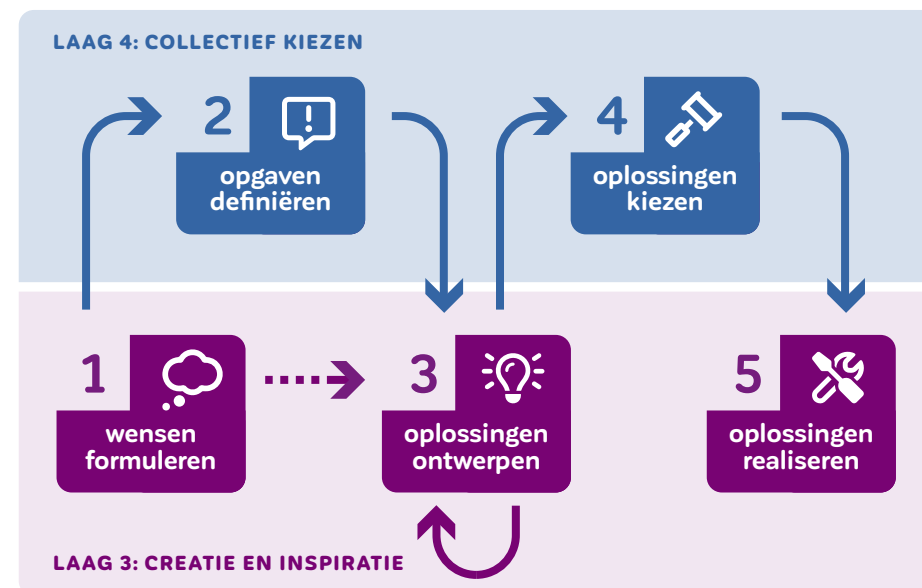 LAAG 4: COLLECTIEF KIEZEN
2
opgaven
definiëren
4
oplossingen
kiezen
1
wensen
formuleren
3
oplossingen
ontwerpen
5
oplossingen
realiseren
LAAG 3: CREATIE EN INSPIRATIE